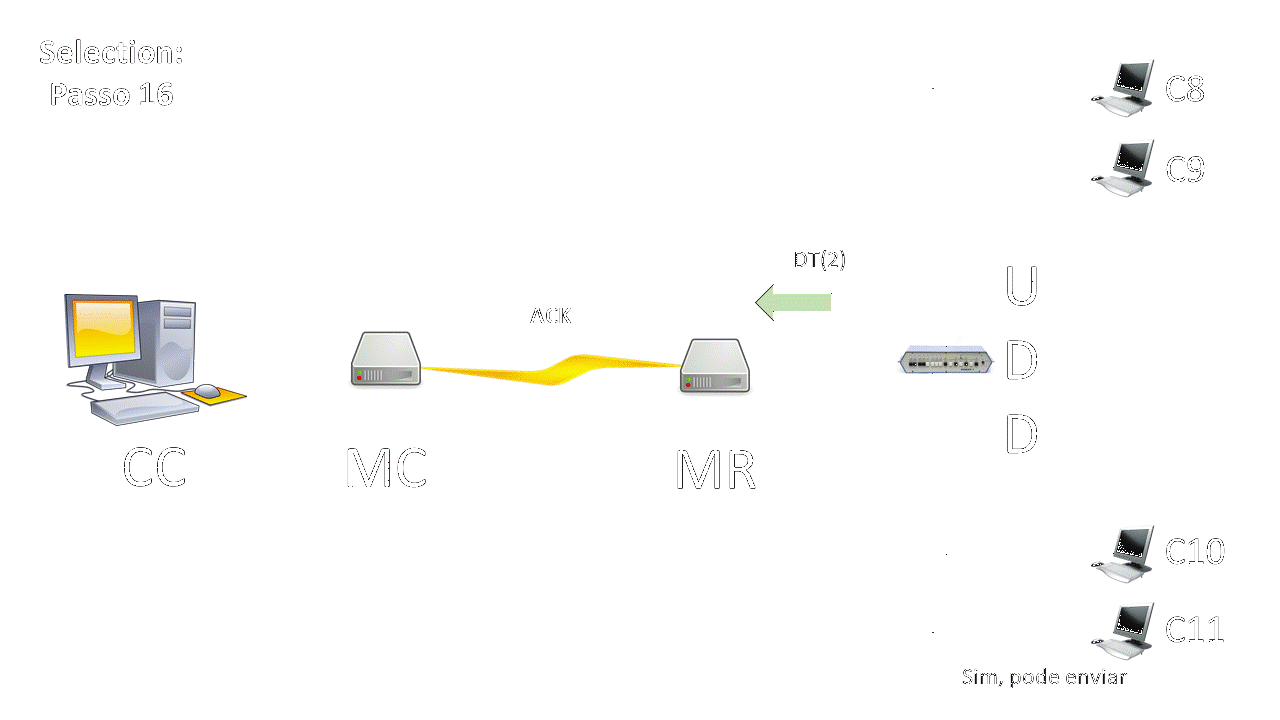 Selection:
Passo 16
C8
C9
DT(2)
ACK
U
D
D
CC
MC
MR
C10
C11
Sim, pode enviar